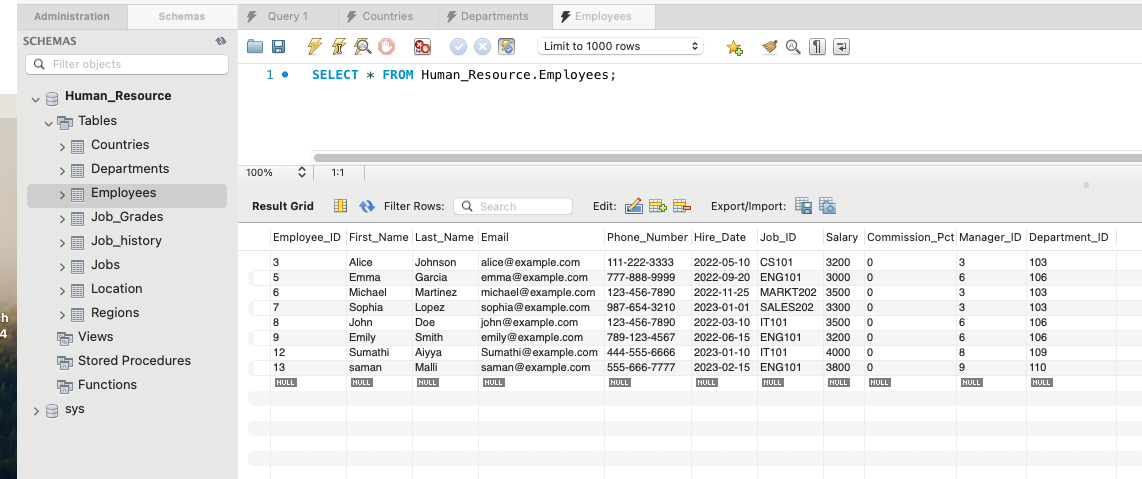 Administration Schemas Query 1 Countries Departments Employees
SCHEMAS
Filter objects
Human_Resource
Tables
Countries
Departments
Employees
Job_Grades
Job_history
Jobs
Location
Regions
Views
Stored Procedures
Functions
sys
h
4
Limit to 1000 rows
1 SELECT * FROM Human_Resource.Employees;
100% 1:1
Result Grid Filter Rows: Search Edit: Export/Import:
Employee_ID First_Name Last_Name Email Phone_Number Hire_Date Job_ID Salary Commission_Pct Manager_ID Department_ID
3 Alice Johnson alice@example.com 111-222-3333 2022-05-10 CS101 3200 0 3 103
5 Emma Garcia emma@example.com 777-888-9999 2022-09-20 ENG101 3000 0 6 106
6 Michael Martinez michael@example.com 123-456-7890 2022-11-25 MARKT202 3500 0 3 103
7 Sophia Lopez sophia@example.com 987-654-3210 2023-01-01 SALES202 3300 0 3 103
8 John Doe john@example.com 123-456-7890 2022-03-10 IT101 3500 0 6 106
9 Emily Smith emily@example.com 789-123-4567 2022-06-15 ENG101 3200 0 6 106
12 Sumathi Aiyya Sumathi@example.com 444-555-6666 2023-01-10 IT101 4000 0 8 109
13 saman Malli saman@example.com 555-666-7777 2023-02-15 ENG101 3800 0 9 110
NULL NULL NULL NULL NULL NULL NULL NULL NULL NULL NULL